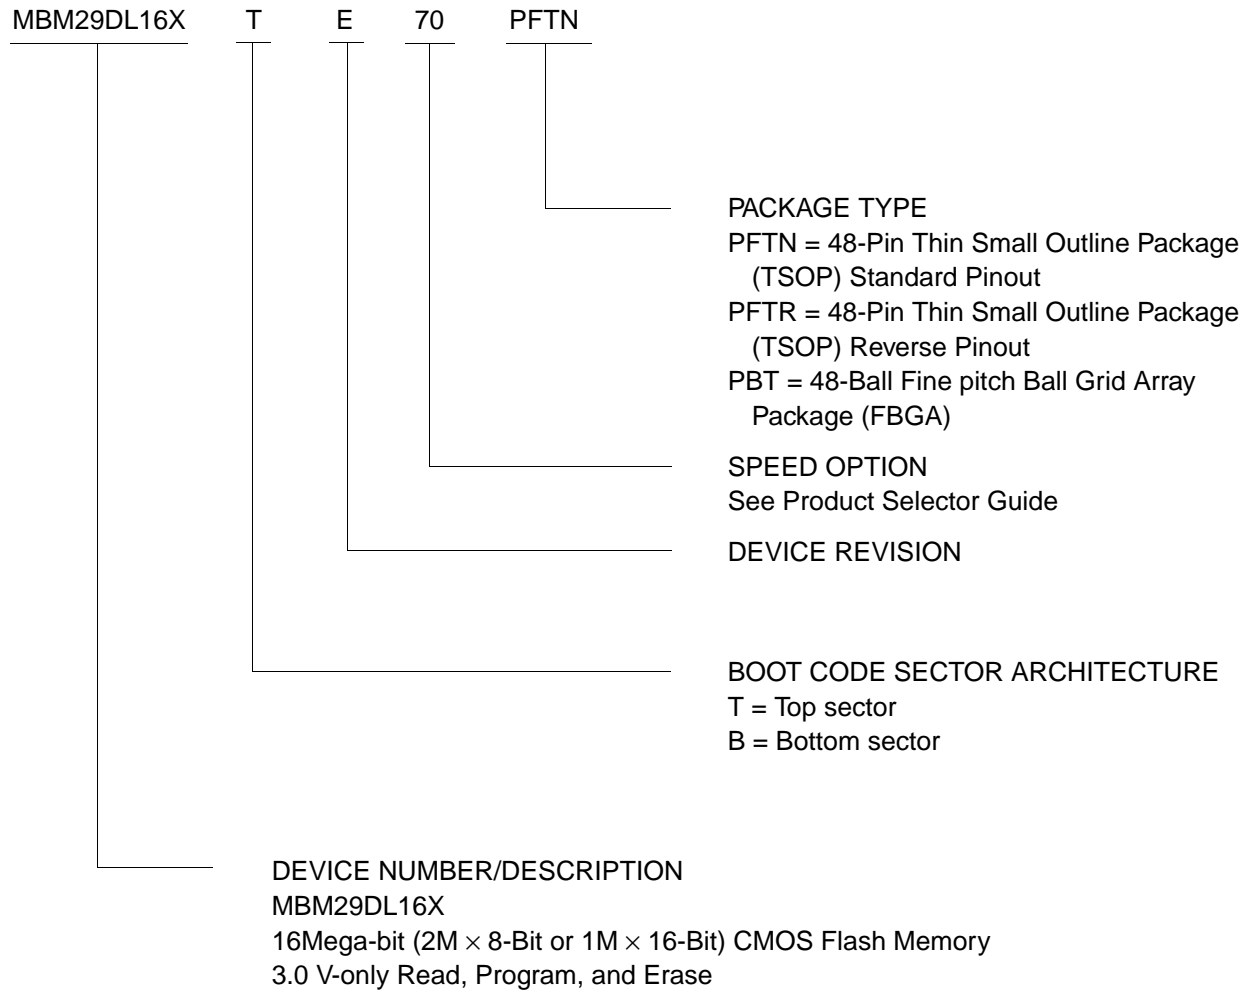 MBM29DL16X T E 70 PFTN
PACKAGE TYPE
PFTN = 48-Pin Thin Small Outline Package
(TSOP) Standard Pinout
PFTR = 48-Pin Thin Small Outline Package
(TSOP) Reverse Pinout
PBT = 48-Ball Fine pitch Ball Grid Array
Package (FBGA)
SPEED OPTION
See Product Selector Guide
DEVICE REVISION
BOOT CODE SECTOR ARCHITECTURE
T = Top sector
B = Bottom sector
DEVICE NUMBER/DESCRIPTION
MBM29DL16X
16Mega-bit (2M × 8-Bit or 1M × 16-Bit) CMOS Flash Memory
3.0 V-only Read, Program, and Erase